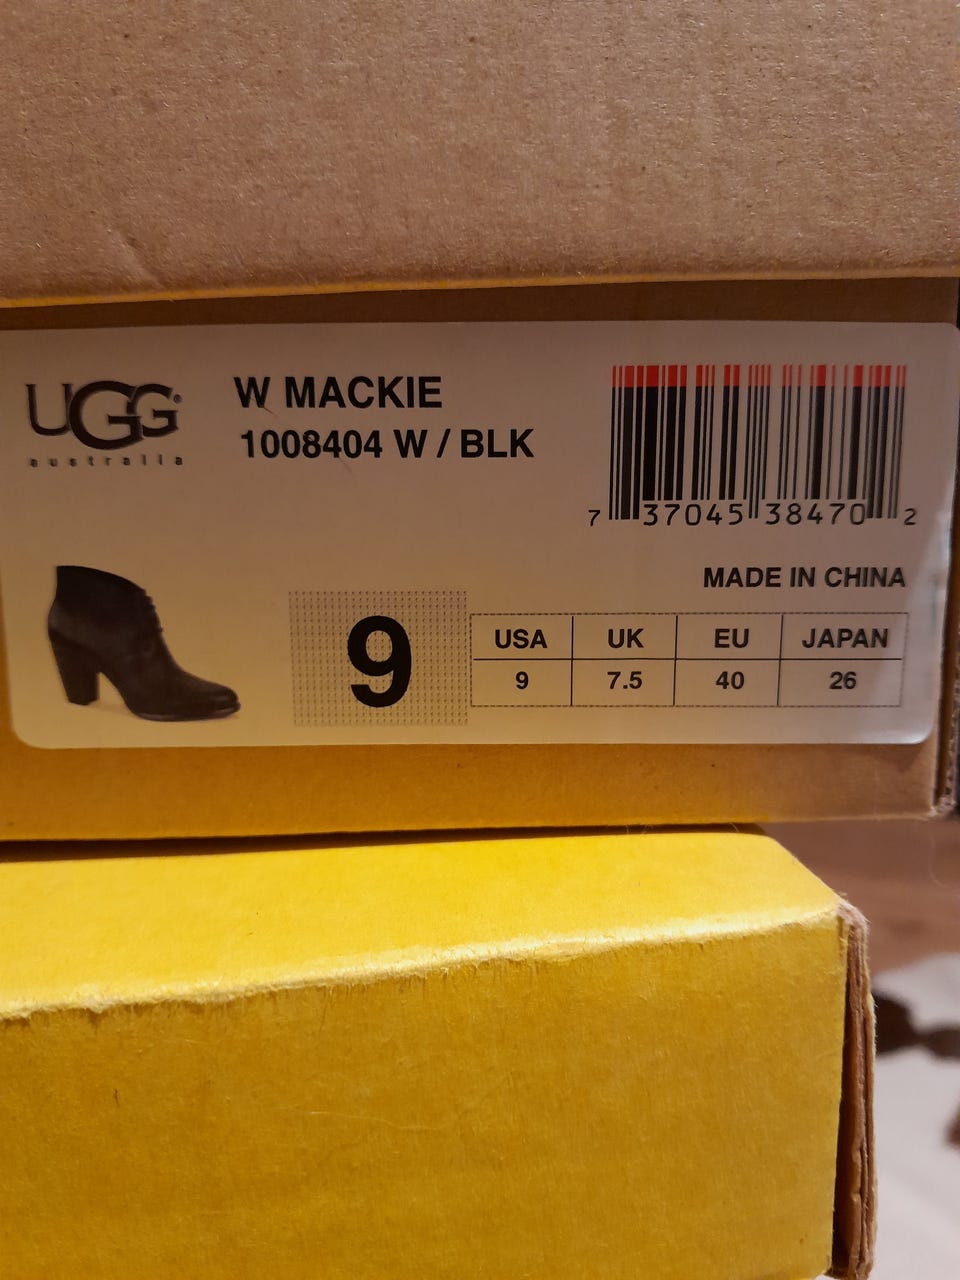 UGG
australia
W MACKIE
1008404 W / BLK
7 37045 38470 2
MADE IN CHINA
9
USA UK EU JAPAN
9 7.5 40 26